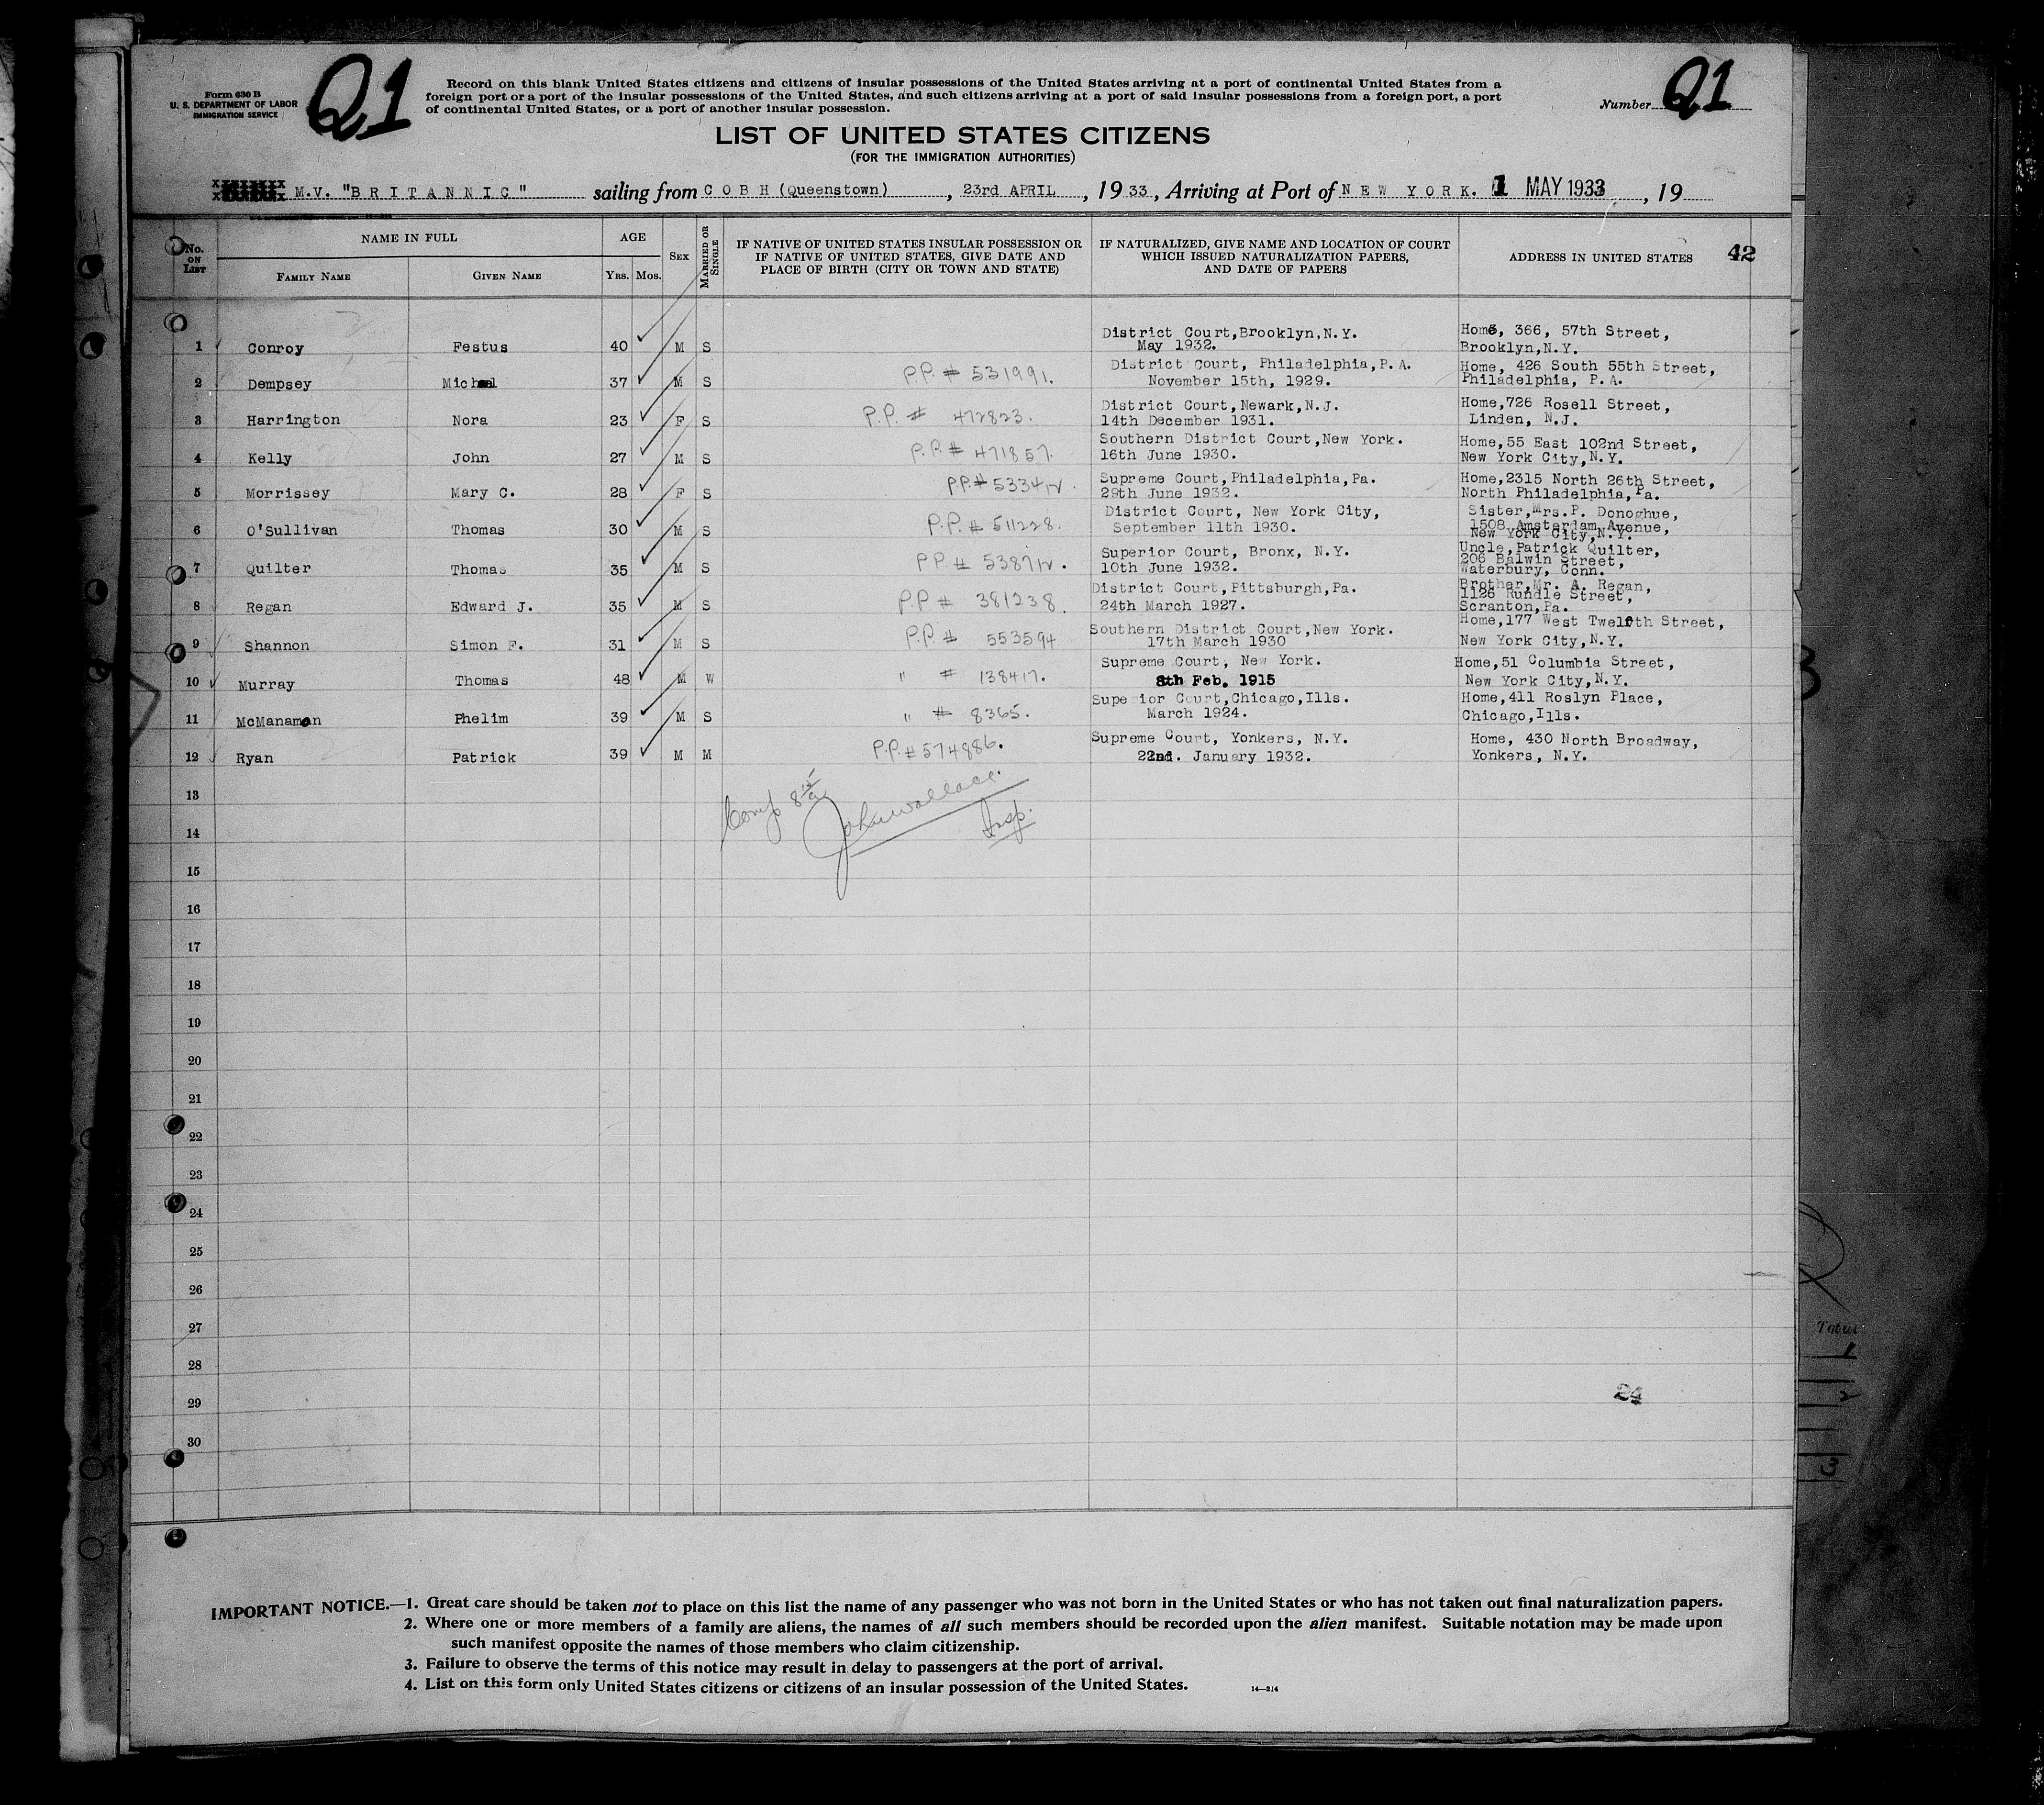 Form 630 B
U. S. DEPARTMENT OF LABOR
IMMIGRATION SERVICE
Q1
Record on this blank United States citizens and citizens of insular possessions of the United States arriving at a port of continental United States from a
foreign port or a port of the insular possessions of the United States, and such citizens arriving at a port of said insular possessions from a foreign port, a port
of continental United States, or a port of another insular possession.
Number Q1
LIST OF UNITED STATES CITIZENS
(FOR THE IMMIGRATION AUTHORITIES)
M.V. "BRITANNIC" sailing from COBH (Queenstown), 23rd APRIL, 1933, Arriving at Port of NEW YORK. 1 MAY 1933, 19
No. ON LIST
NAME IN FULL
FAMILY NAME
GIVEN NAME
AGE
YRS. MOS.
SEX
MARRIED OR SINGLE
IF NATIVE OF UNITED STATES INSULAR POSSESSION OR
IF NATIVE OF UNITED STATES, GIVE DATE AND
PLACE OF BIRTH (CITY OR TOWN AND STATE)
IF NATURALIZED, GIVE NAME AND LOCATION OF COURT
WHICH ISSUED NATURALIZATION PAPERS,
AND DATE OF PAPERS
ADDRESS IN UNITED STATES
42
District Court,Brooklyn,N.Y. Home, 366, 57th Street,
1 Conroy Festus 40 M S May 1932. Brooklyn,N.Y.
P.P. # 531991. District Court, Philadelphia,P.A. Home, 426 South 55th Street,
2 Dempsey Michael 37 M S November 15th, 1929. Philadelphia, P.A.
District Court,Newark,N.J. Home,726 Rosell Street,
3 Harrington Nora 23 F S P.P. # 472823. 14th December 1931. Linden, N.J.
Southern District Court,New York. Home,55 East 102nd Street,
4 Kelly John 27 M S P.P. # 471857. 16th June 1930. New York City,N.Y.
Supreme Court,Philadelphia,Pa. Home,2315 North 26th Street,
5 Morrissey Mary C. 28 F S P.P. # 533412. 29th June 1932. North Philadelphia,Pa.
District Court, New York City, Sister,Mrs.P. Donoghue,
6 O'Sullivan Thomas 30 M S P.P. # 511228. September 11th 1930. 1508 Amsterdam Avenue,
New York City,N.Y.
Superior Court, Bronx, N.Y. Uncle,Patrick Quilter,
7 Quilter Thomas 35 M S P.P. # 538712. 10th June 1932. 206 Balwin Street,
Waterbury, Conn.
District Court,Pittsburgh,Pa. Brother,Mr. A. Regan,
8 Regan Edward J. 35 M S P.P # 381238. 24th March 1927. 1126 Rundle Street,
Scranton,Pa.
Southern District Court,New York. Home,177 West Twelfth Street,
9 Shannon Simon F. 31 M S P.P. # 553594 17th March 1930 New York City,N.Y.
Supreme Court, New York. Home,51 Columbia Street,
10 Murray Thomas 48 M W " # 138417. 8th Feb. 1915 New York City,N.Y.
Superior Court,Chicago,Ills. Home,411 Roslyn Place,
11 McManaman Phelim 39 M S " # 8365. March 1924. Chicago,Ills.
Supreme Court, Yonkers, N.Y. Home, 430 North Broadway,
12 Ryan Patrick 39 M M P.P. # 574886. 22nd. January 1932. Yonkers, N.Y.
13
John Wallace.
14
Insp.
15
16
17
18
19
20
21
22
23
24
25
26
27
28
24
29
30
Total
IMPORTANT NOTICE.—1. Great care should be taken not to place on this list the name of any passenger who was not born in the United States or who has not taken out final naturalization papers.
2. Where one or more members of a family are aliens, the names of all such members should be recorded upon the alien manifest. Suitable notation may be made upon
such manifest opposite the names of those members who claim citizenship.
3. Failure to observe the terms of this notice may result in delay to passengers at the port of arrival.
4. List on this form only United States citizens or citizens of an insular possession of the United States.
14—214